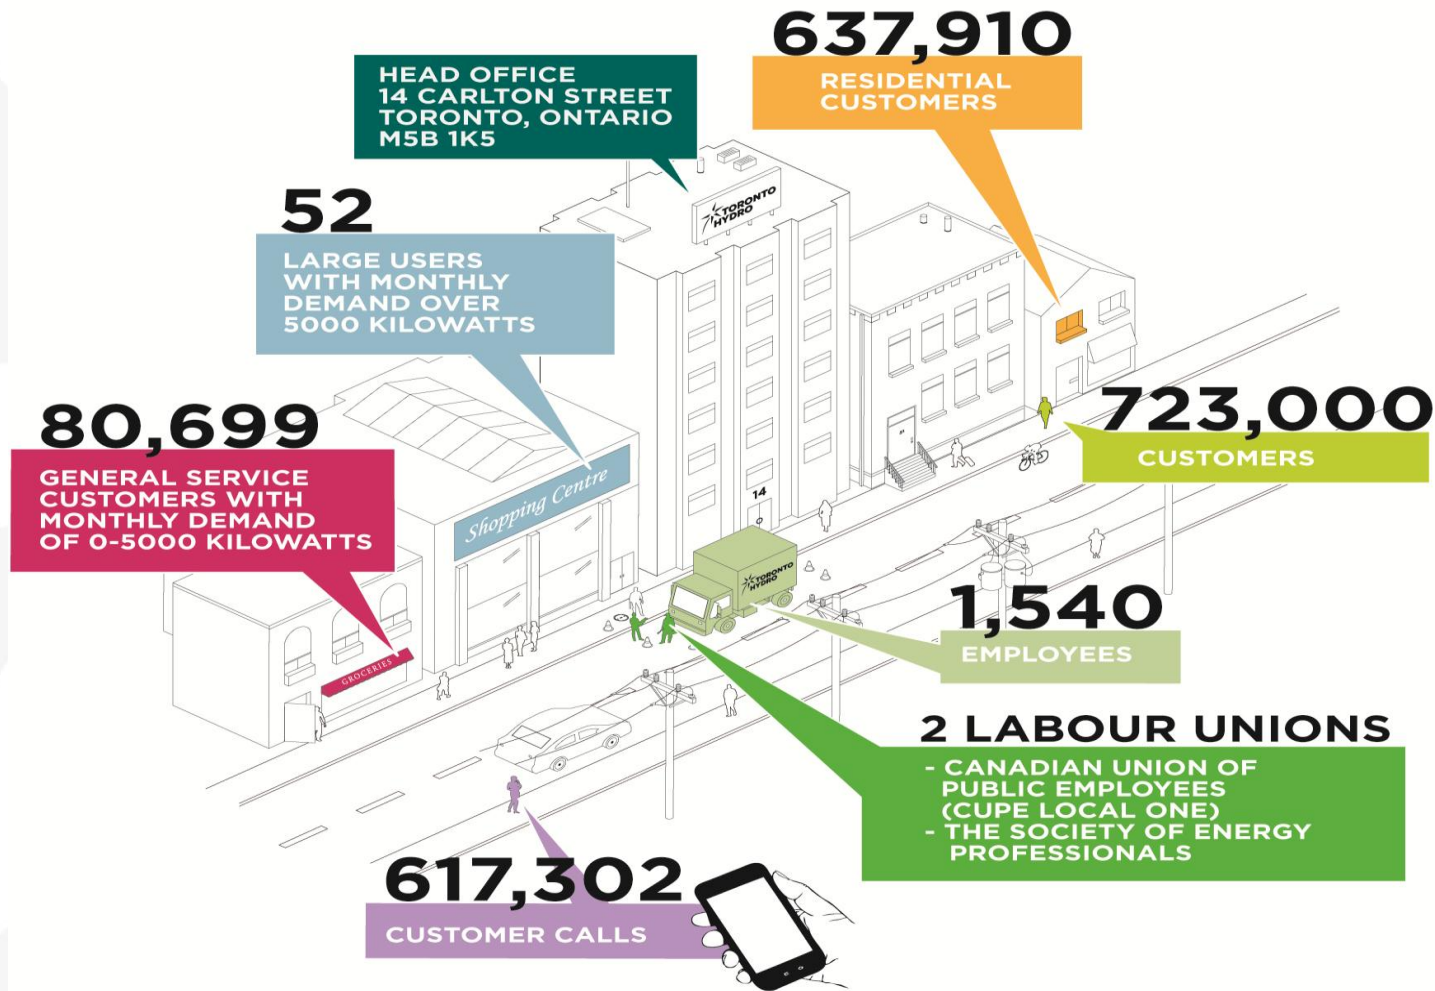 637,910
RESIDENTIAL
CUSTOMERS
HEAD OFFICE
14 CARLTON STREET
TORONTO, ONTARIO
M5B 1K5
TORONTO
HYDRO
52
LARGE USERS
WITH MONTHLY
DEMAND OVER
5000 KILOWATTS
80,699
GENERAL SERVICE
CUSTOMERS WITH
MONTHLY DEMAND
OF 0-5000 KILOWATTS
723,000
CUSTOMERS
Shopping Centre
14
TORONTO
HYDRO
GROCERIES
1,540
EMPLOYEES
2 LABOUR UNIONS
- CANADIAN UNION OF
PUBLIC EMPLOYEES
(CUPE LOCAL ONE)
- THE SOCIETY OF ENERGY
PROFESSIONALS
617,302
CUSTOMER CALLS